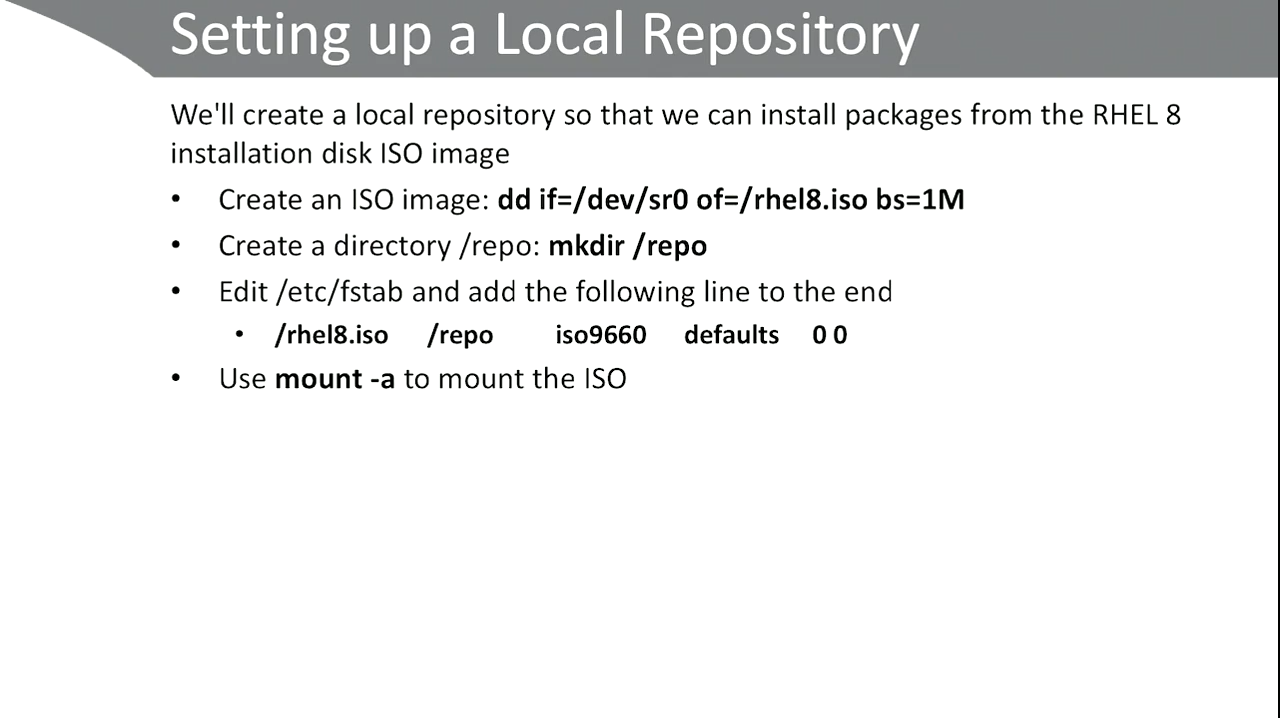 Setting up a Local Repository
We'll create a local repository so that we can install packages from the RHEL 8
installation disk ISO image
• Create an ISO image: dd if=/dev/sr0 of=/rhel8.iso bs=1M
• Create a directory /repo: mkdir /repo
• Edit /etc/fstab and add the following line to the end
• /rhel8.iso /repo iso9660 defaults 0 0
• Use mount -a to mount the ISO